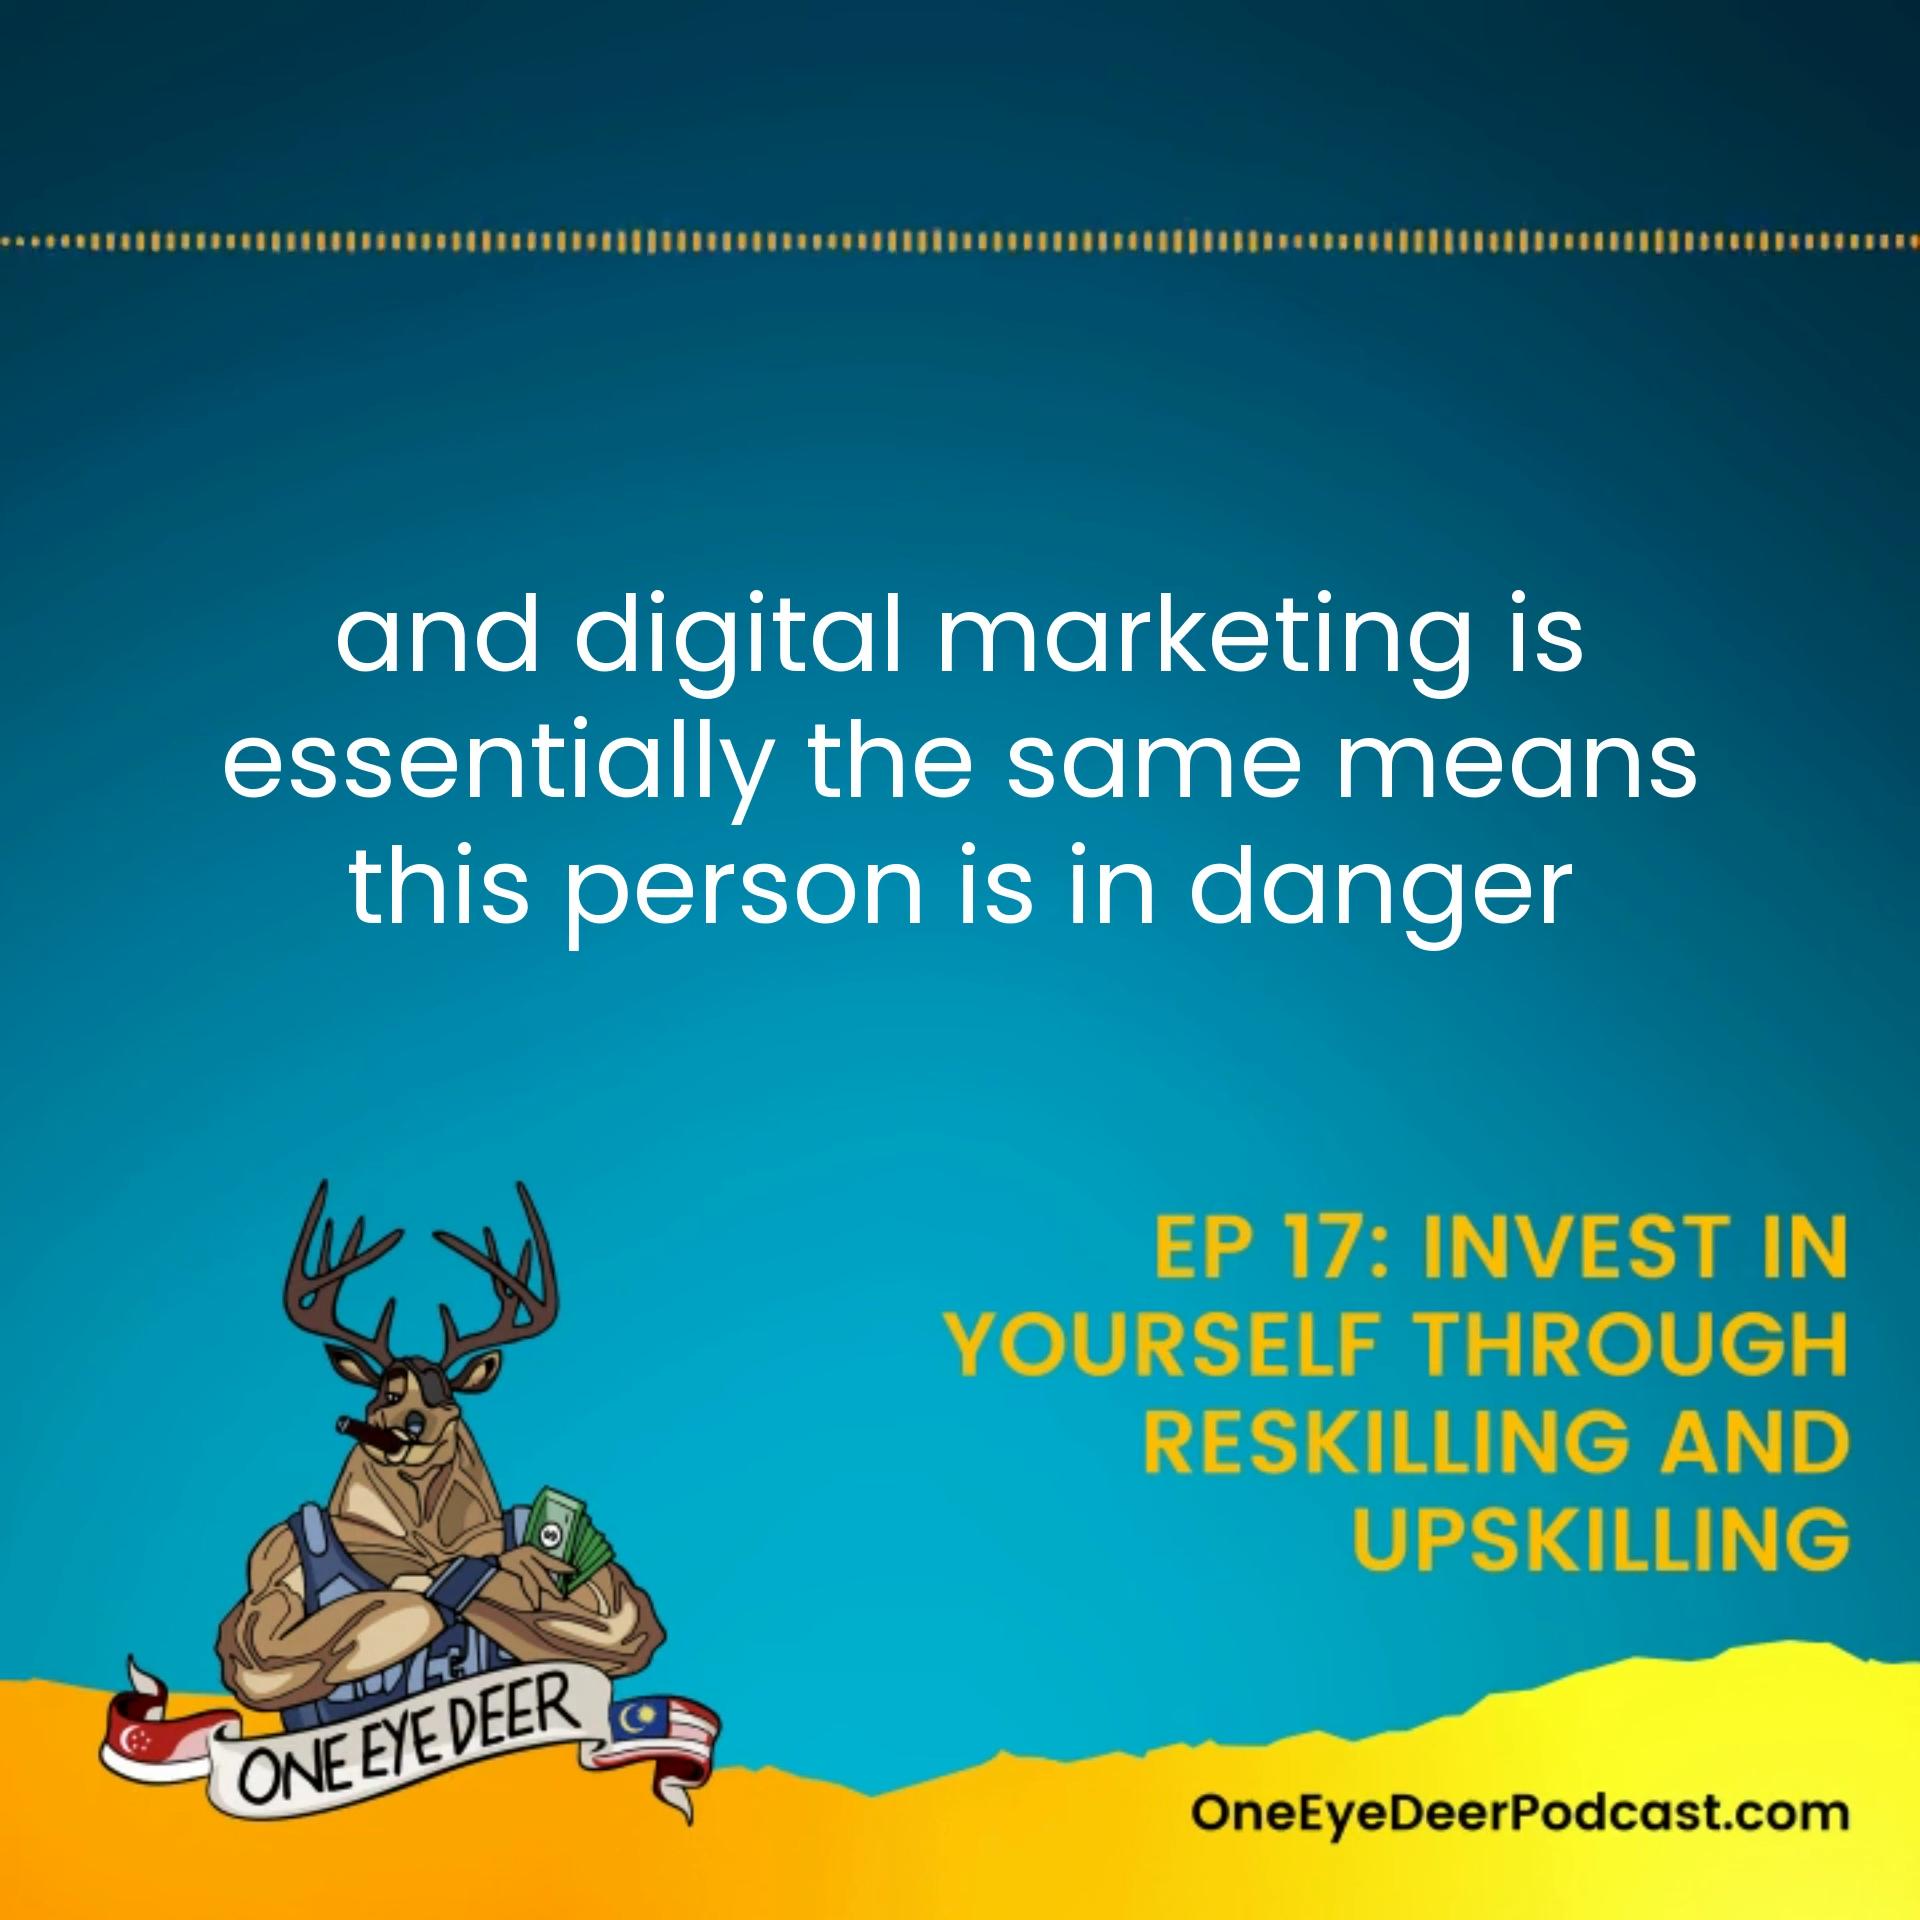 and digital marketing is
essentially the same means
this person is in danger
EP 17: INVEST IN
YOURSELF THROUGH
RESKILLING AND
UPSKILLING
ONE EYE DEER
OneEyeDeerPodcast.com